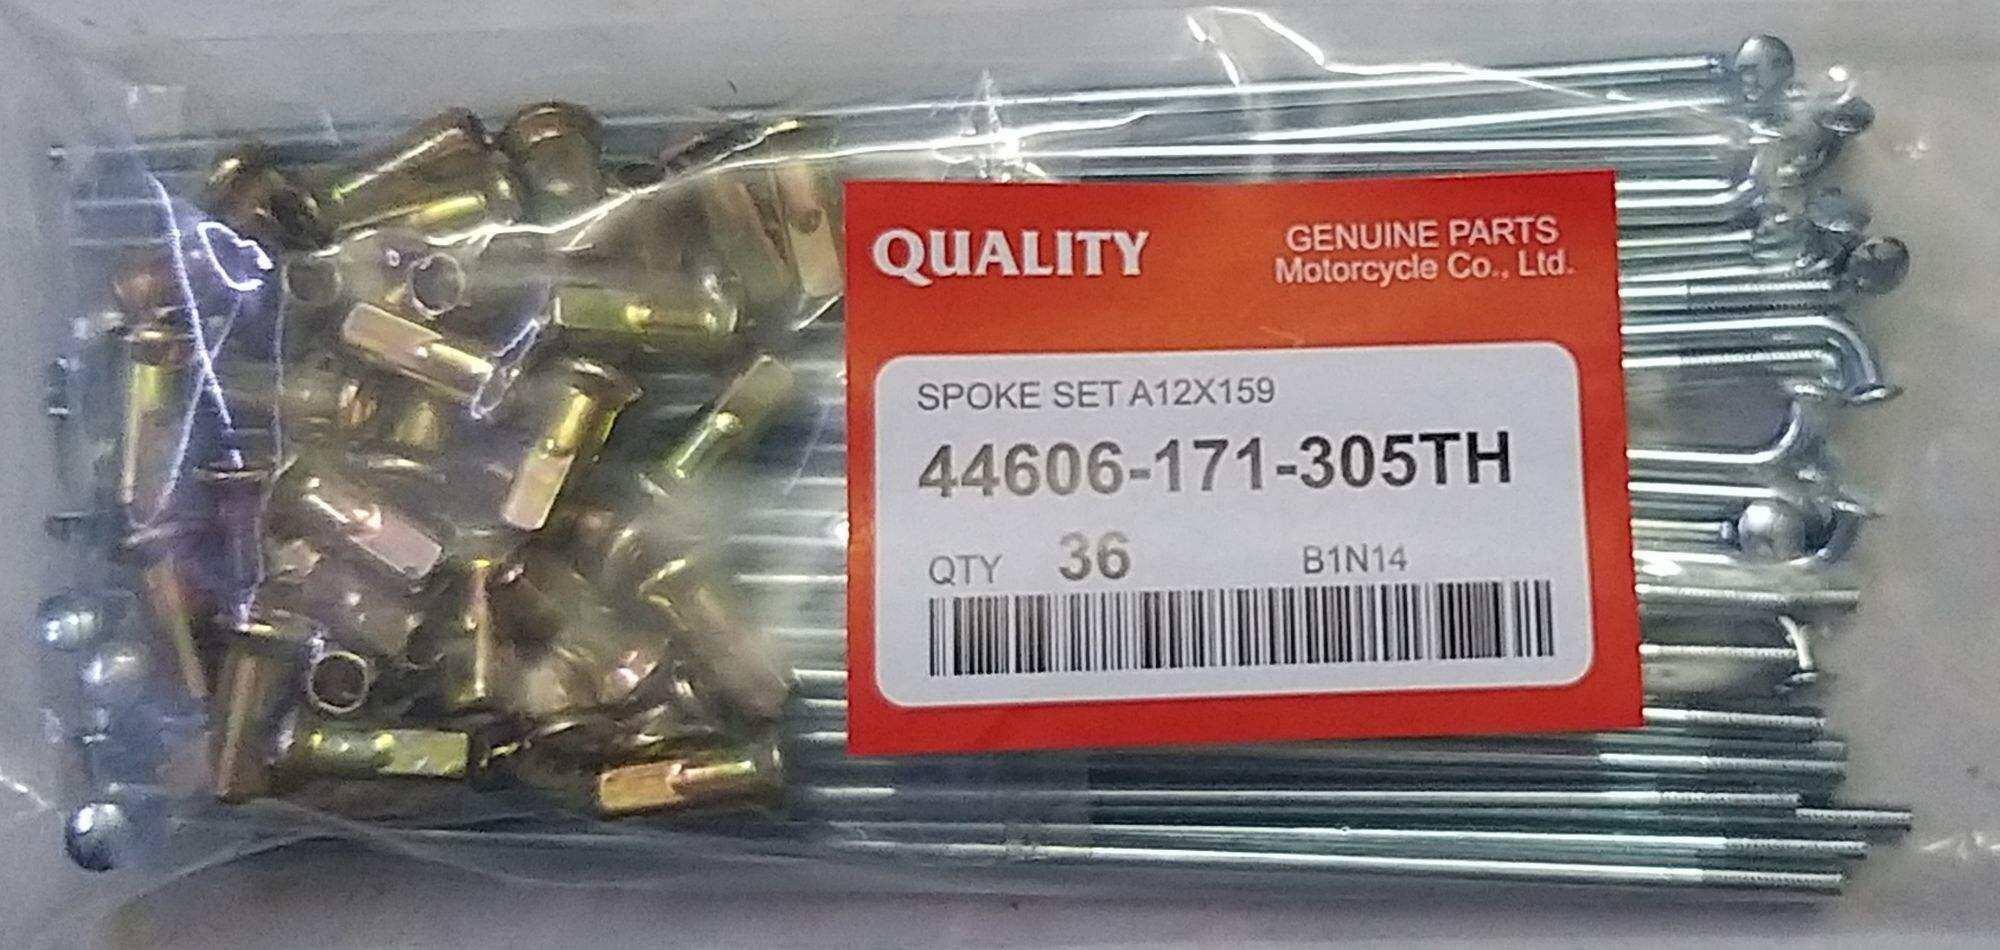 QUALITY
GENUINE PARTS
Motorcycle Co., Ltd.
SPOKE SET A12X159
44606-171-305TH
QTY 36 B1N14